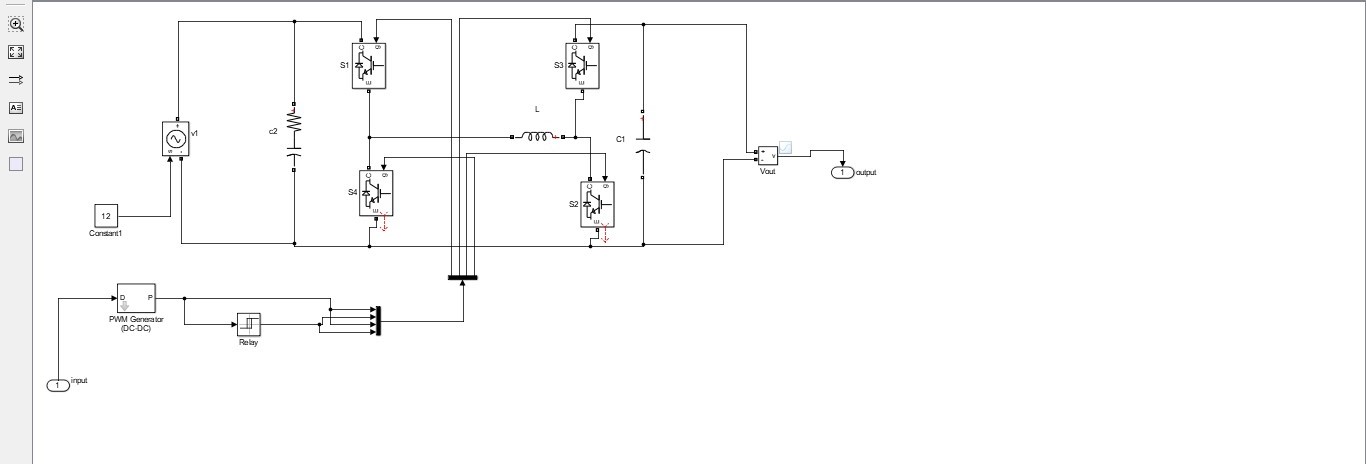 S1
S3
L
v1
c2
C1
S4
S2
Vout
1
output
12
Constant1
D
P
PWM Generator
(DC-DC)
Relay
1
input